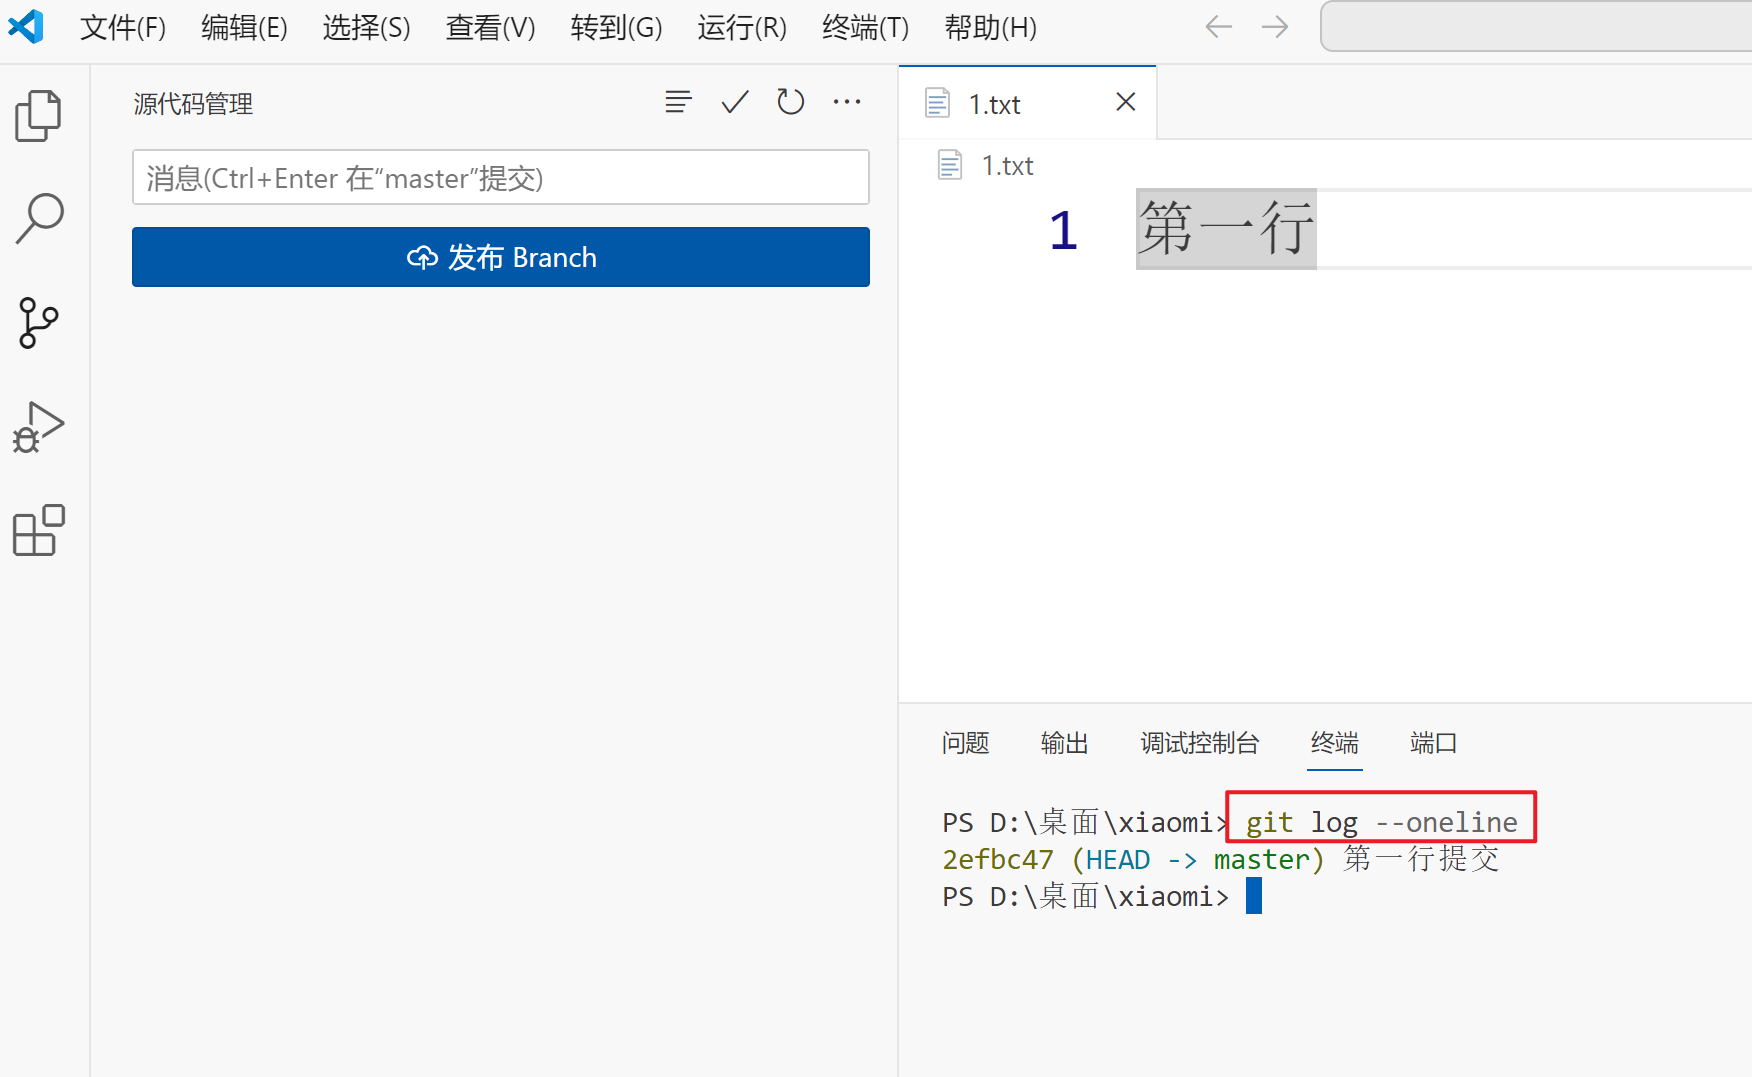 文件(F) 编辑(E) 选择(S) 查看(V) 转到(G) 运行(R) 终端(T) 帮助(H)
源代码管理
消息(Ctrl+Enter 在“master”提交)
发布 Branch
1.txt
1.txt
1 第一行
问题 输出 调试控制台 终端 端口
PS D:\桌面\xiaomi> git log --oneline
2efbc47 (HEAD -> master) 第一行提交
PS D:\桌面\xiaomi>